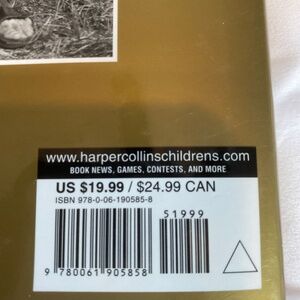 www.harpercollinschildrens.com
BOOK NEWS, GAMES, CONTESTS, AND MORE
US $19.99 / $24.99 CAN
ISBN 978-0-06-190585-8
51999
9 780061 905858